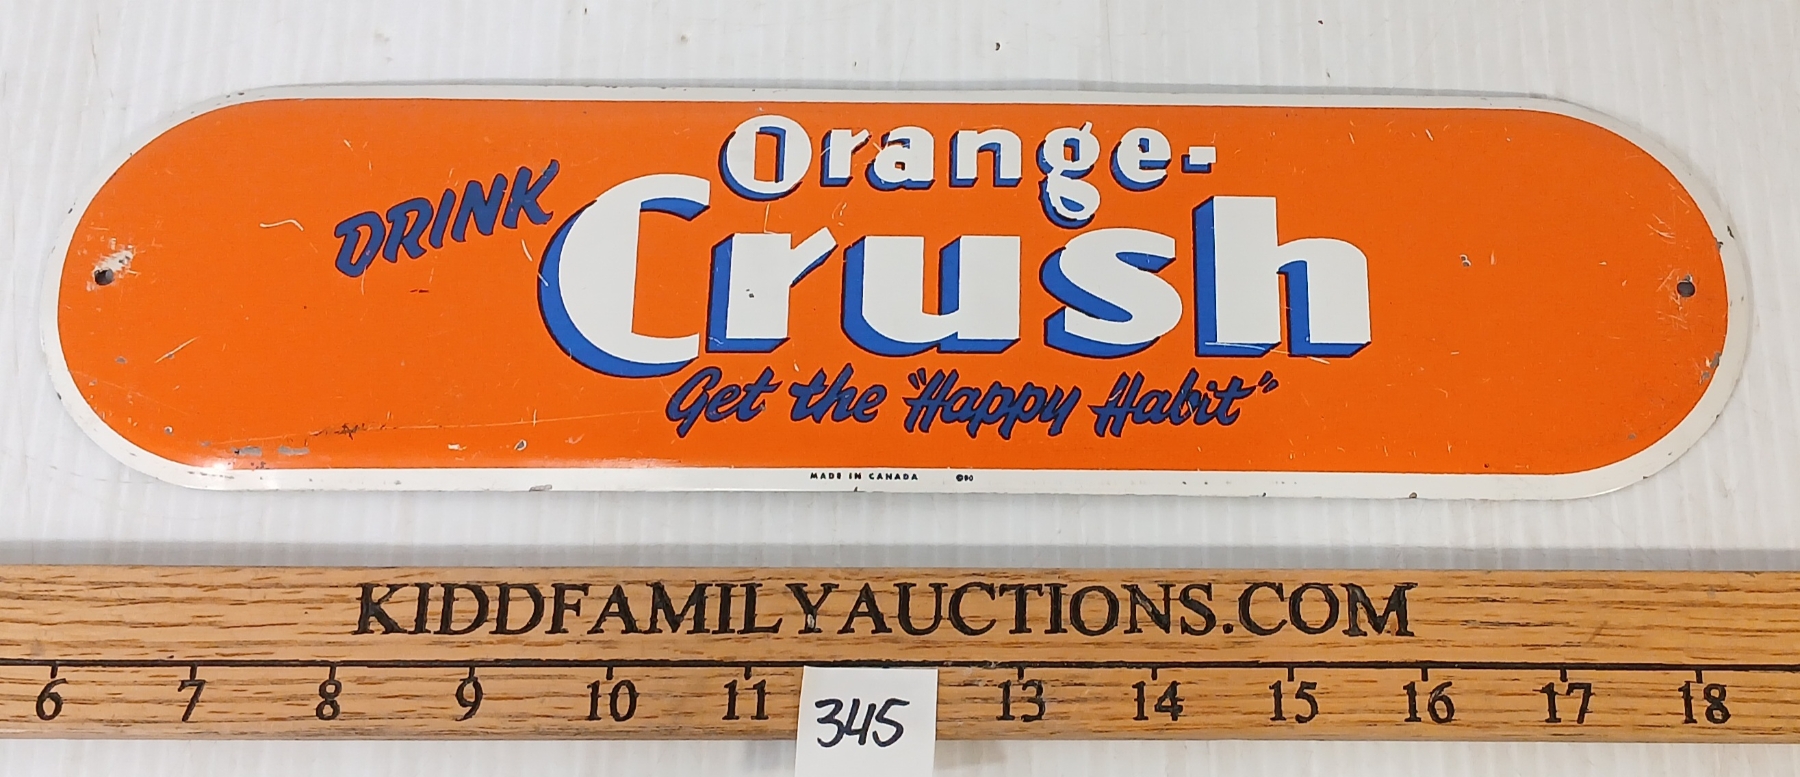 DRINK
Orange-
Crush
Get the "Happy Habit"
MADE IN CANADA
KIDDFAMILYAUCTIONS.COM
6 7 8 9 10 11 13 14 15 16 17 18
345